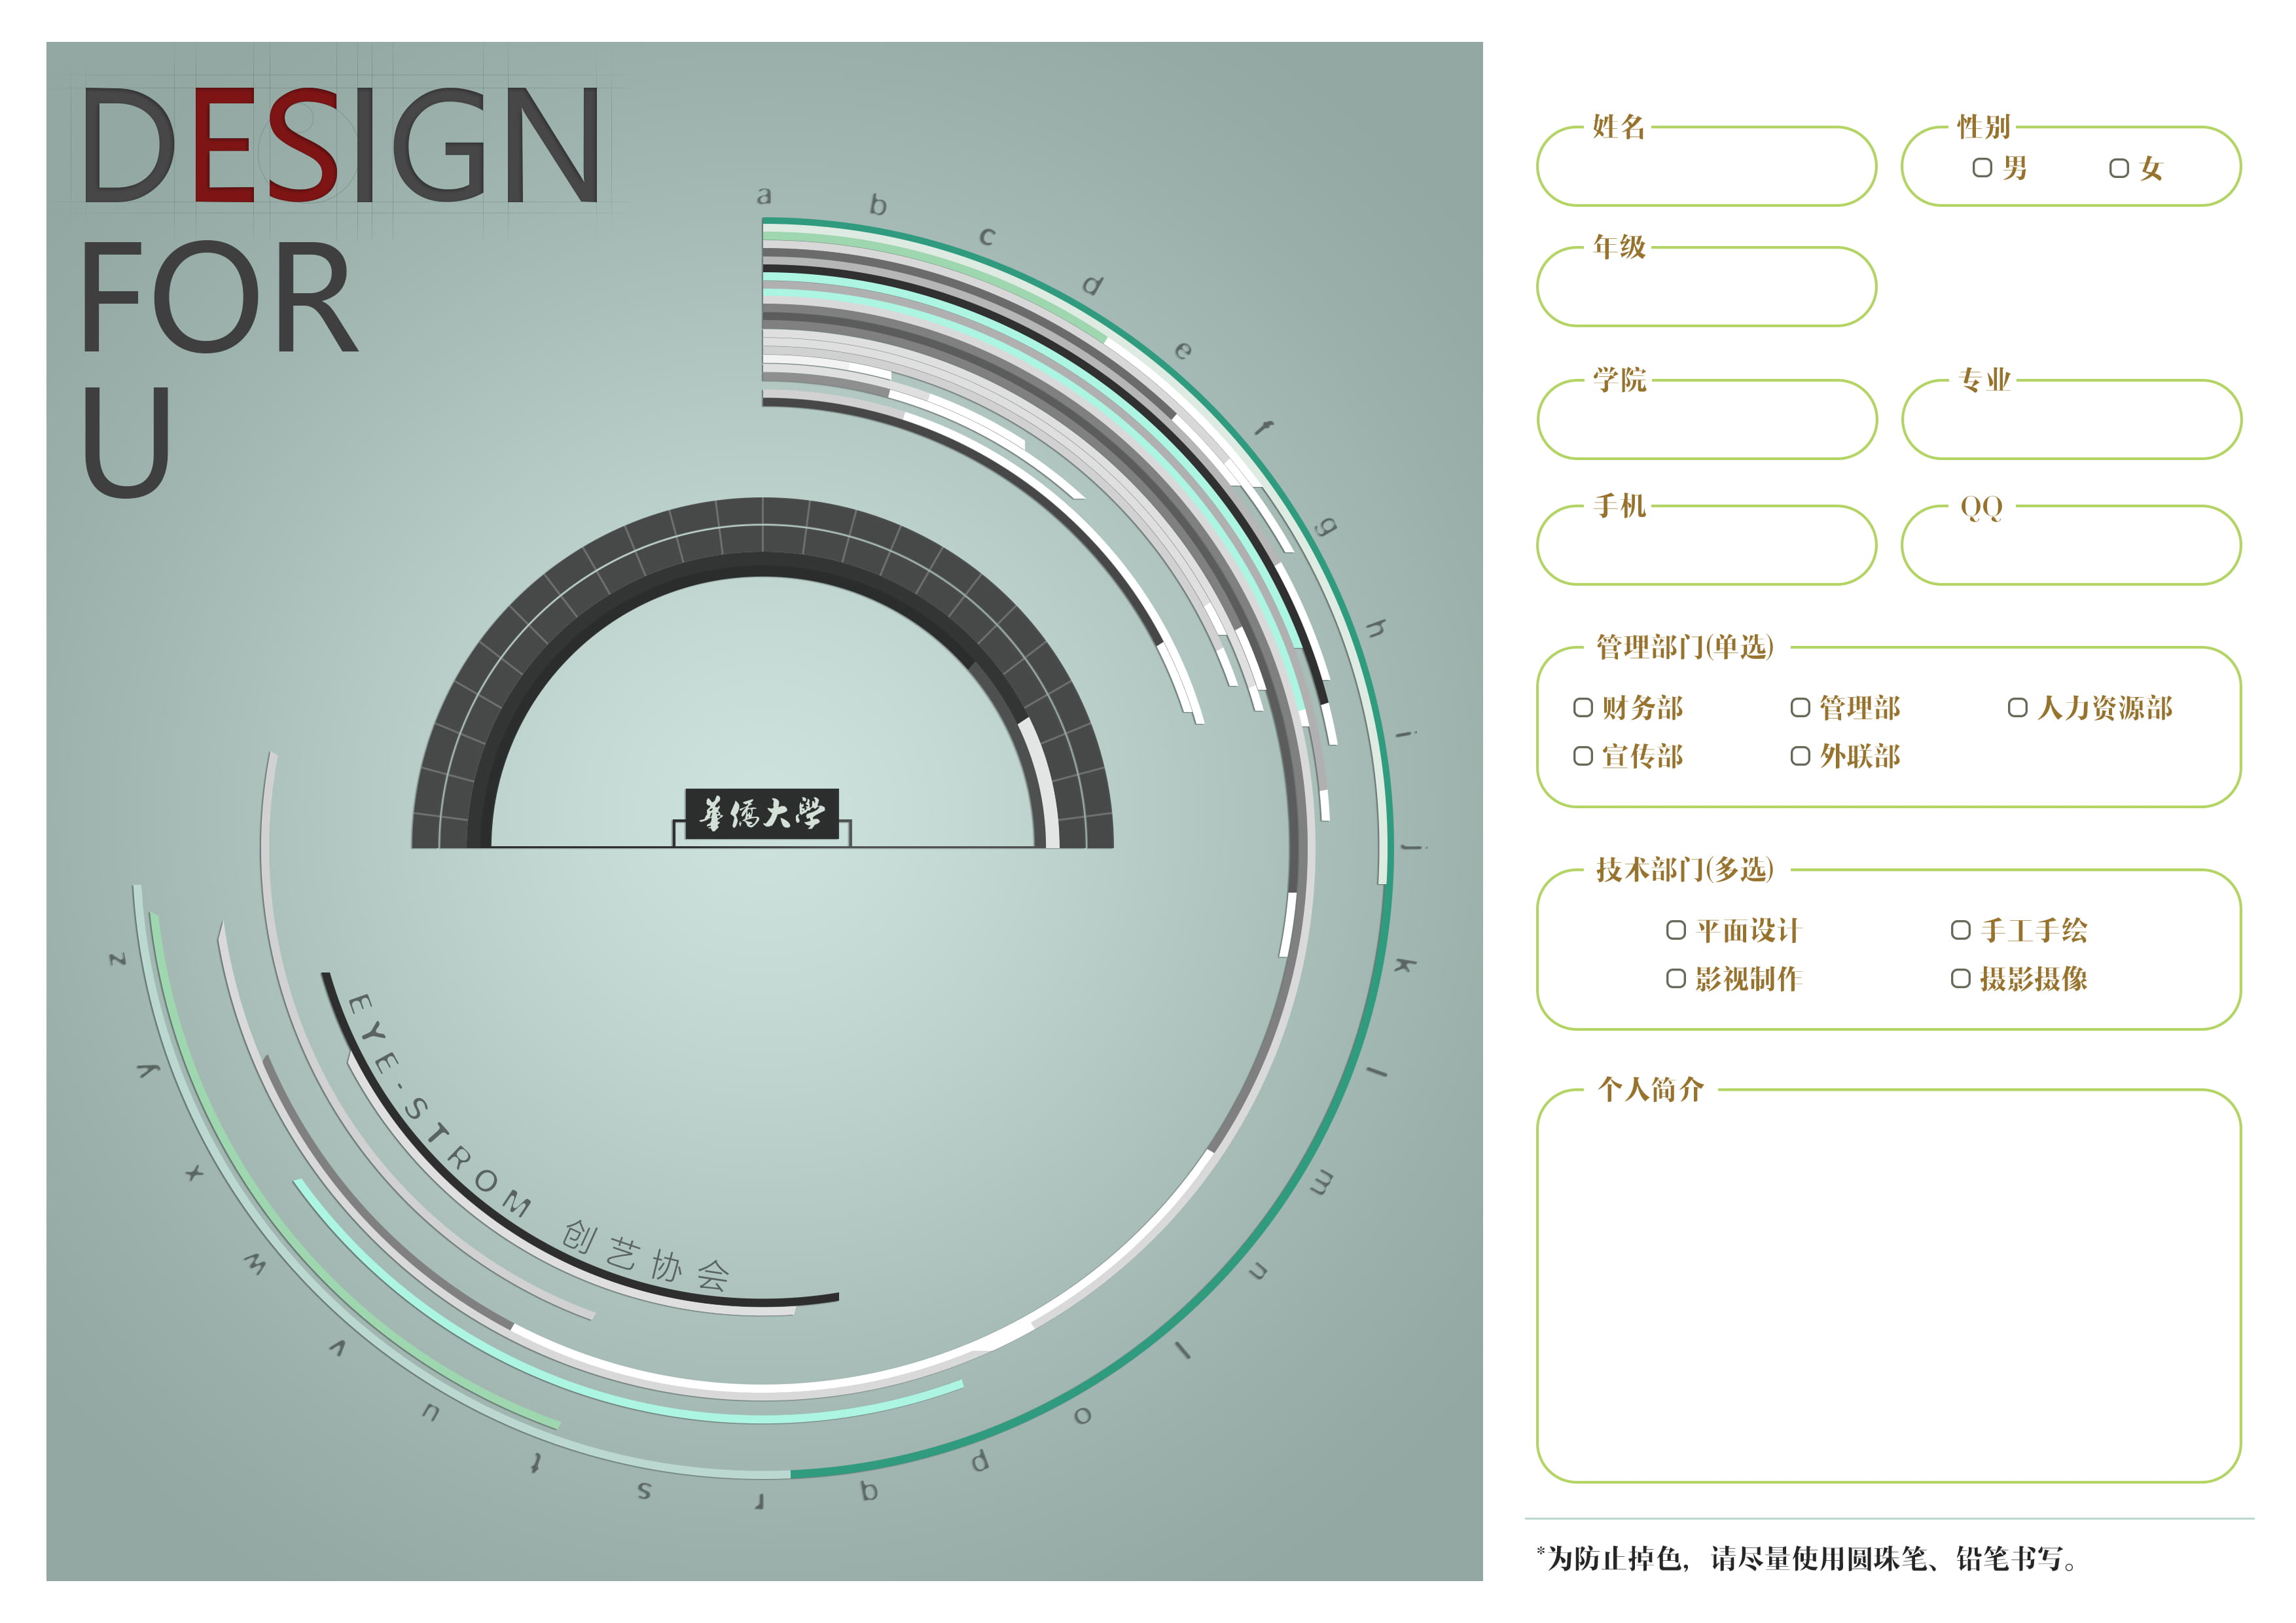 DESIGN
FOR
U
a b c d e f g h i j k l m n l o p q r s t u v w x y z
華僑大學
EYE-STROM 创艺协会
姓名
性别
男 女
年级
学院
专业
手机
QQ
管理部门(单选)
财务部 管理部 人力资源部
宣传部 外联部
技术部门(多选)
平面设计 手工手绘
影视制作 摄影摄像
个人简介
*为防止掉色，请尽量使用圆珠笔、铅笔书写。